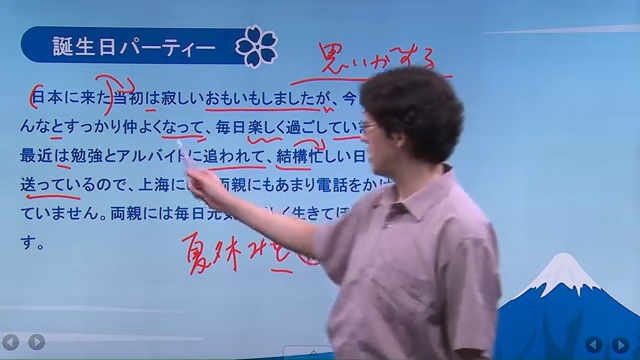 誕生日パーティー
思いがする
日本に来た当初は寂しいおもいもしましたが、今
んなとすっかり仲よくなって、毎日楽しく過ごしてい
最近は勉強とアルバイトに追われて、結構忙しい日
送っているので、上海に 両親にもあまり電話をか
ていません。両親には毎日元気 く生きてほ
す。
夏休みを